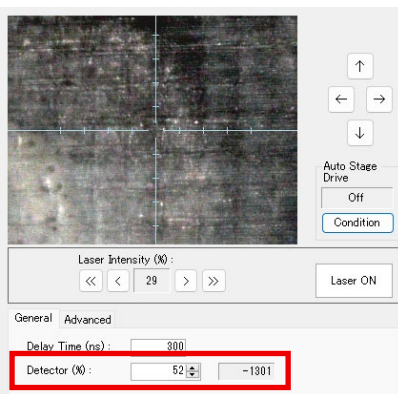 ↑
← →
↓
Auto Stage
Drive
Off
Condition
Laser Intensity (%) :
≪ < 29 > ≫ Laser ON
General Advanced
Delay Time (ns) : 300
Detector (%) : 52 -1301